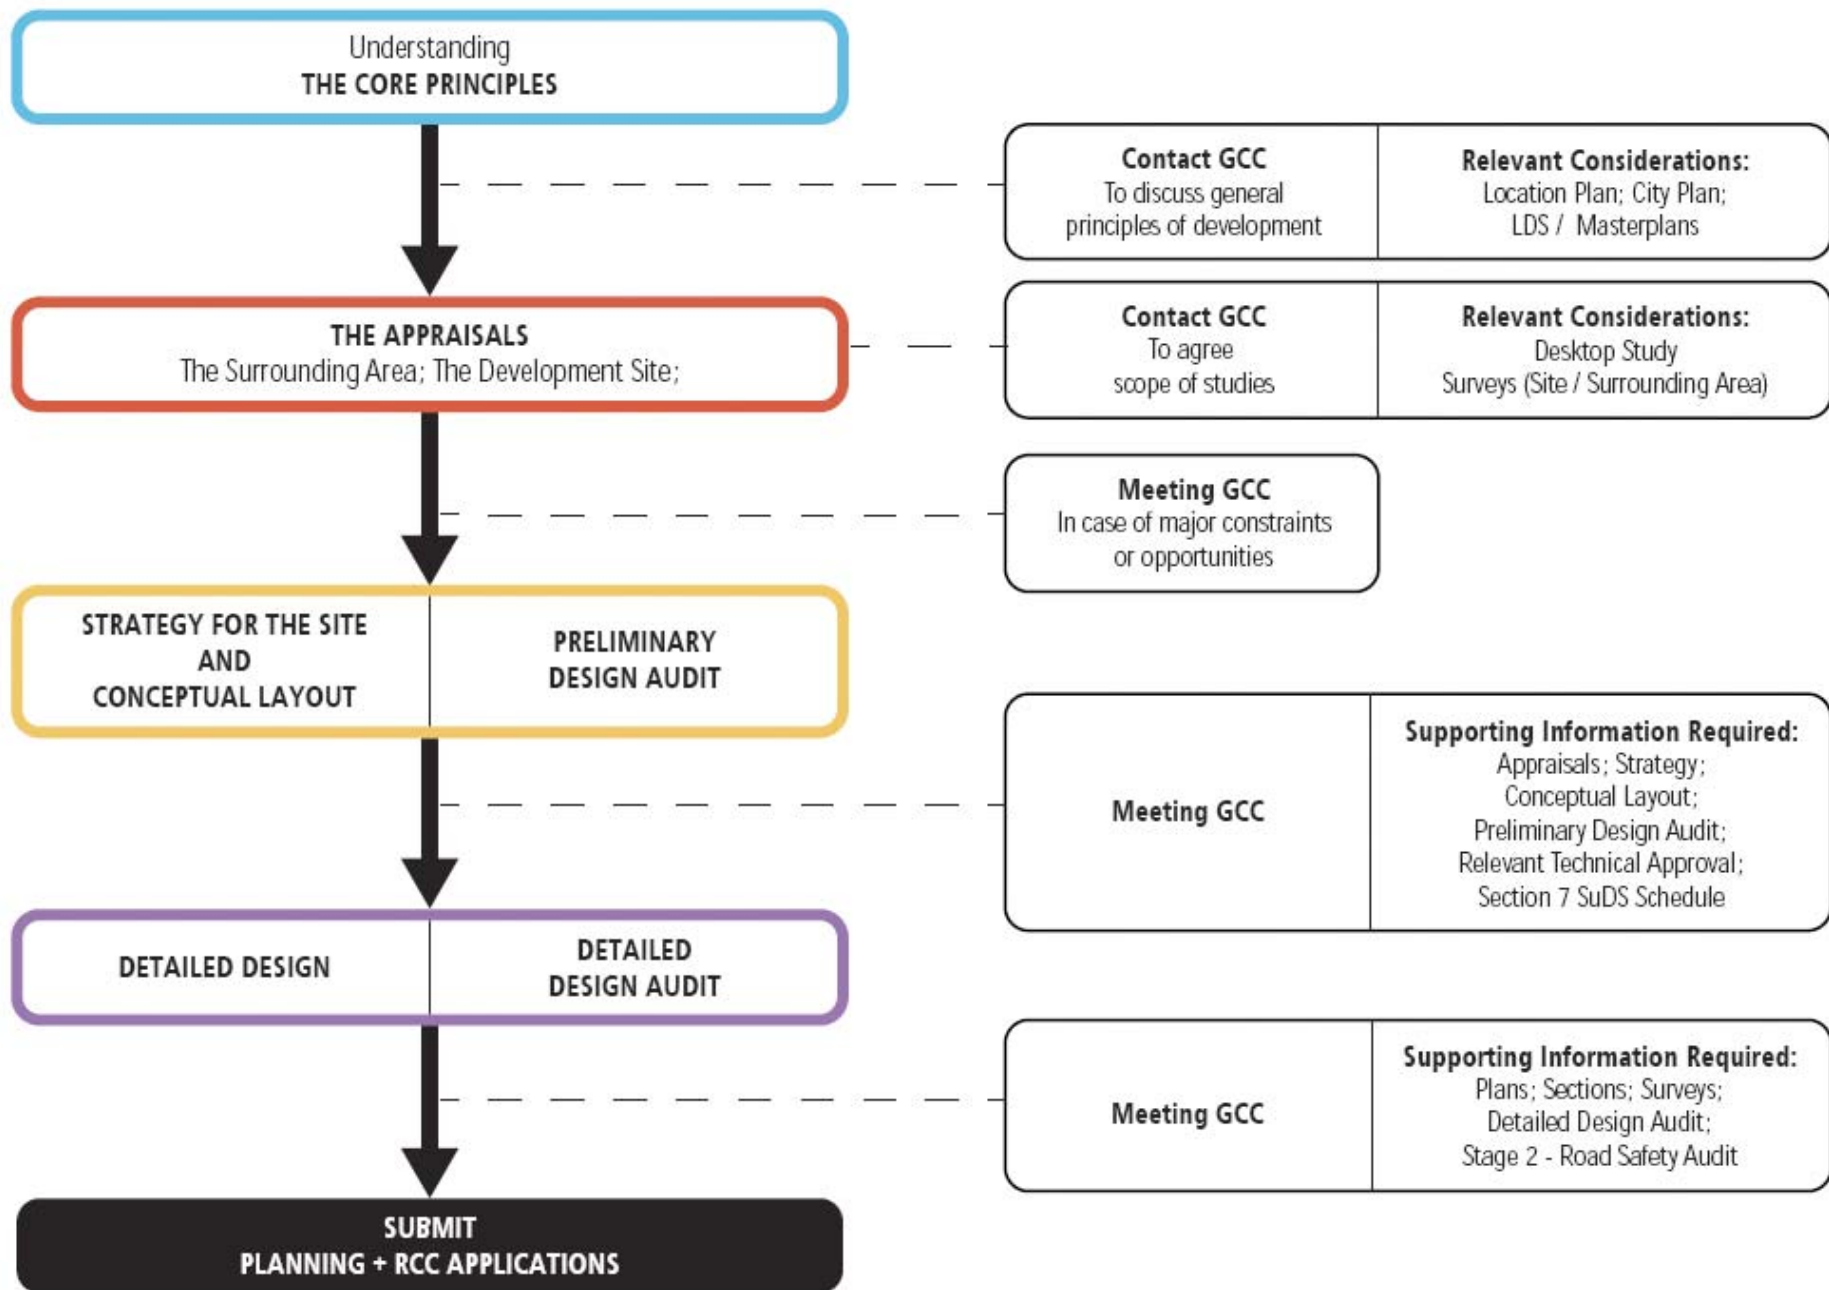 Understanding
THE CORE PRINCIPLES
Contact GCC
To discuss general
principles of development
Relevant Considerations:
Location Plan; City Plan;
LDS / Masterplans
THE APPRAISALS
The Surrounding Area; The Development Site;
Contact GCC
To agree
scope of studies
Relevant Considerations:
Desktop Study
Surveys (Site / Surrounding Area)
Meeting GCC
In case of major constraints
or opportunities
STRATEGY FOR THE SITE
AND
CONCEPTUAL LAYOUT
PRELIMINARY
DESIGN AUDIT
Meeting GCC
Supporting Information Required:
Appraisals; Strategy;
Conceptual Layout;
Preliminary Design Audit;
Relevant Technical Approval;
Section 7 SuDS Schedule
DETAILED DESIGN
DETAILED
DESIGN AUDIT
Meeting GCC
Supporting Information Required:
Plans; Sections; Surveys;
Detailed Design Audit;
Stage 2 - Road Safety Audit
SUBMIT
PLANNING + RCC APPLICATIONS